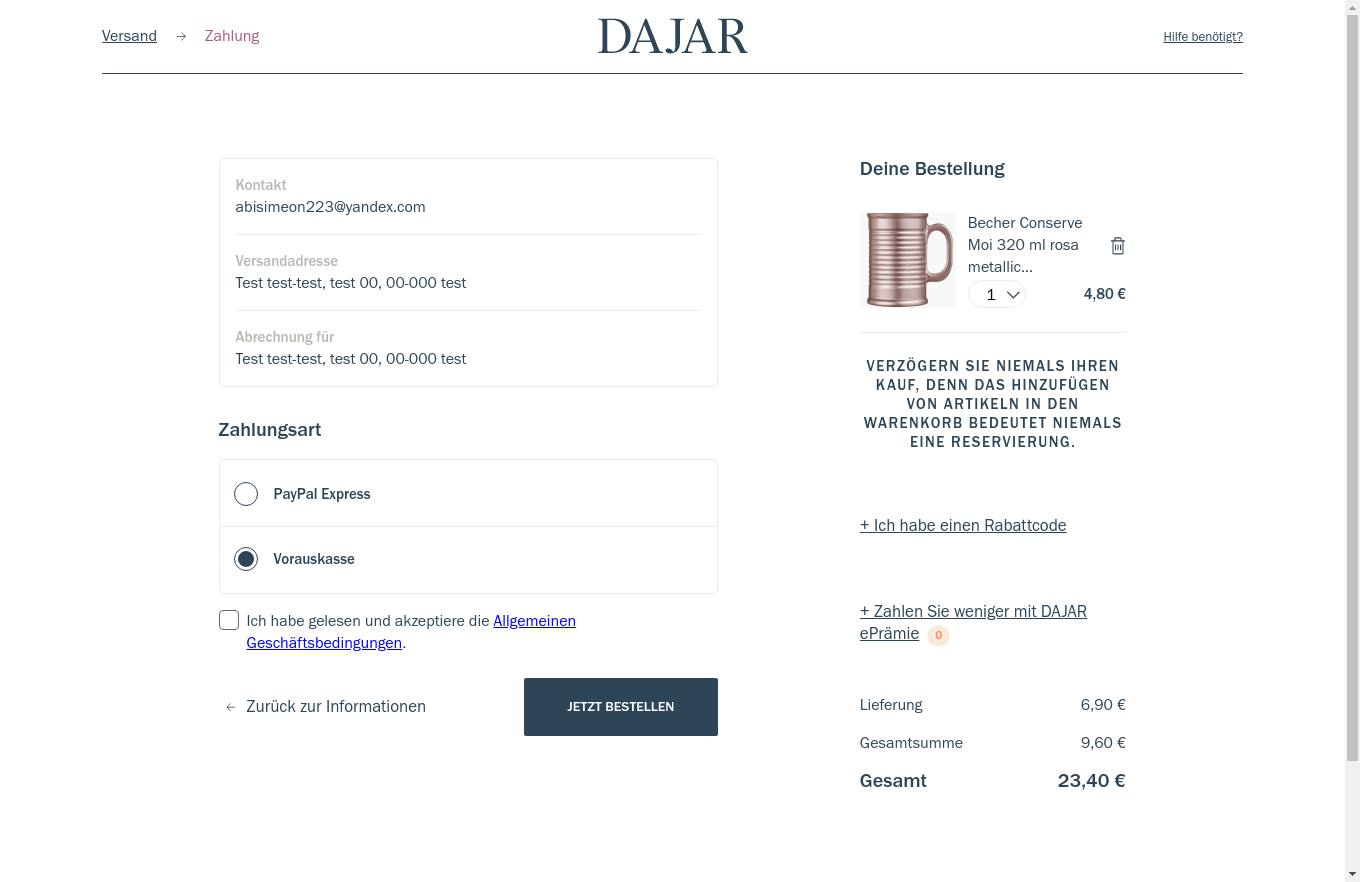 Versand
Zahlung
DAJAR
Hilfe benötigt?
Kontakt
abisimeon223@yandex.com
Versandadresse
Test test-test, test 00, 00-000 test
Abrechnung für
Test test-test, test 00, 00-000 test
Zahlungsart
PayPal Express
Vorauskasse
Ich habe gelesen und akzeptiere die Allgemeinen
Geschäftsbedingungen.
Zurück zur Informationen
JETZT BESTELLEN
Deine Bestellung
Becher Conserve
Moi 320 ml rosa
metallic...
1
4,80 €
VERZÖGERN SIE NIEMALS IHREN
KAUF, DENN DAS HINZUFÜGEN
VON ARTIKELN IN DEN
WARENKORB BEDEUTET NIEMALS
EINE RESERVIERUNG.
+ Ich habe einen Rabattcode
+ Zahlen Sie weniger mit DAJAR
ePrämie 0
Lieferung 6,90 €
Gesamtsumme 9,60 €
Gesamt 23,40 €